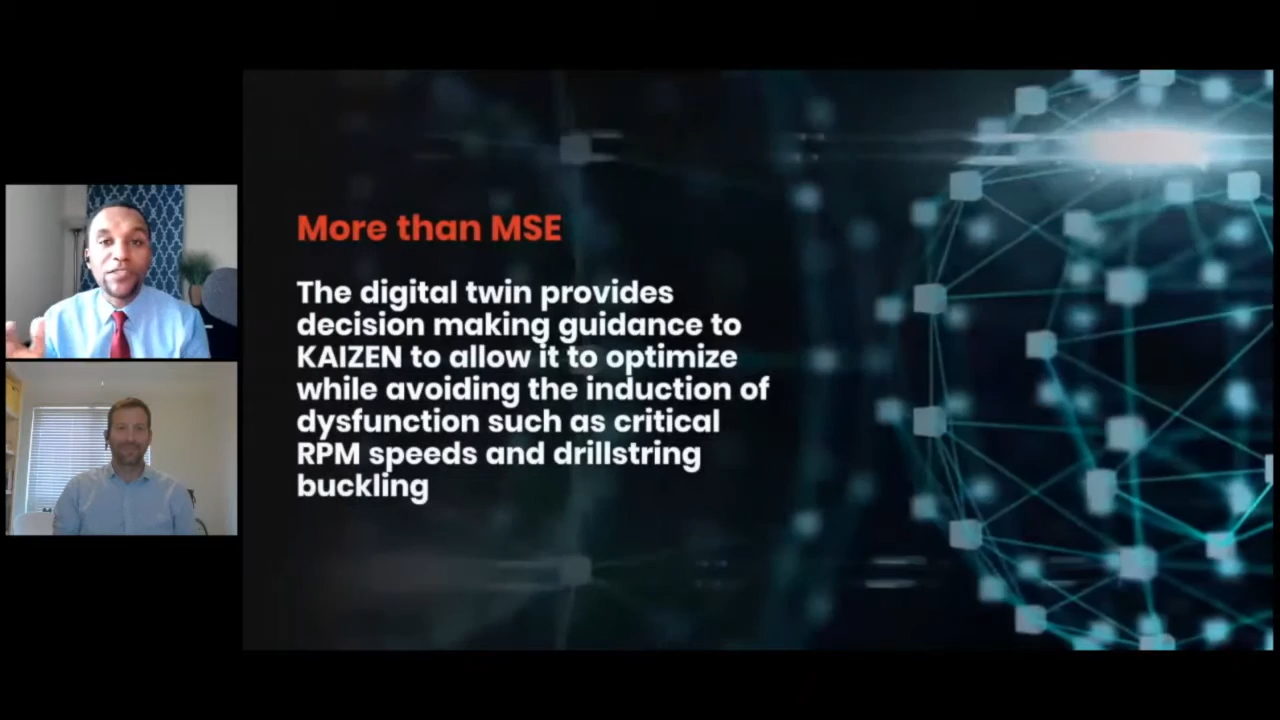 More than MSE
The digital twin provides
decision making guidance to
KAIZEN to allow it to optimize
while avoiding the induction of
dysfunction such as critical
RPM speeds and drillstring
buckling